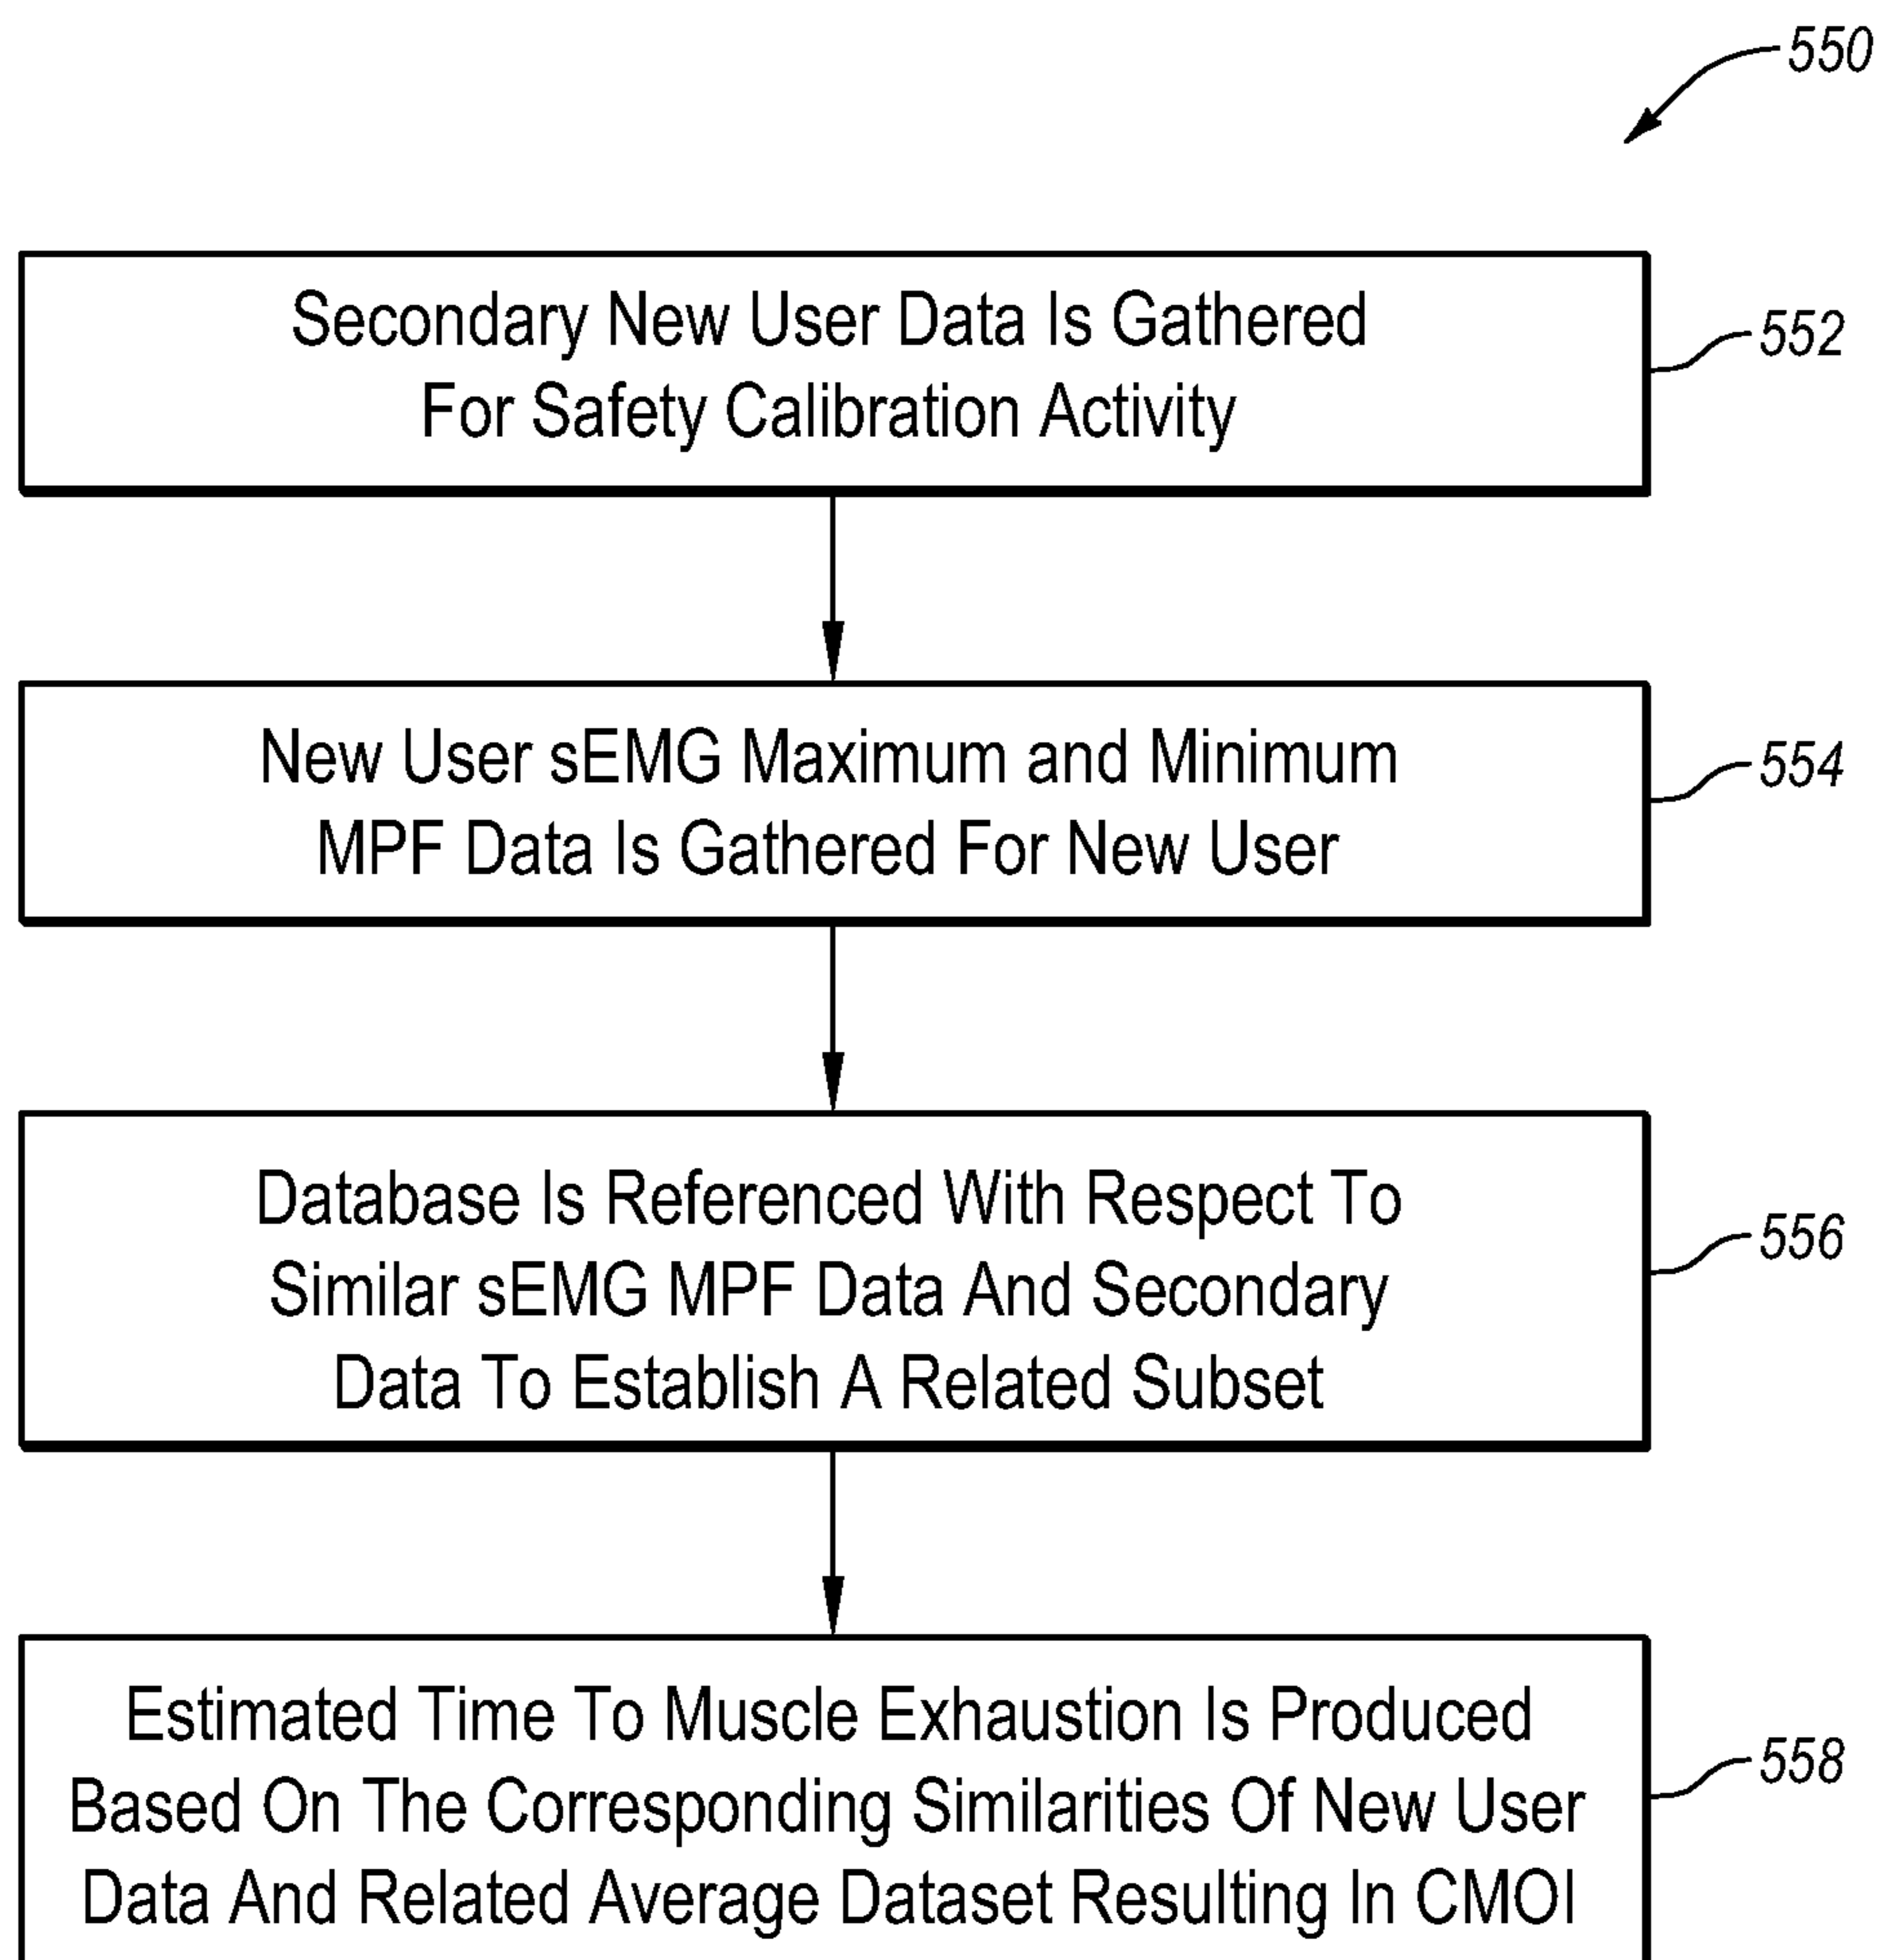 550
Secondary New User Data Is Gathered
For Safety Calibration Activity
552
New User sEMG Maximum and Minimum
MPF Data Is Gathered For New User
554
Database Is Referenced With Respect To
Similar sEMG MPF Data And Secondary
Data To Establish A Related Subset
556
Estimated Time To Muscle Exhaustion Is Produced
Based On The Corresponding Similarities Of New User
Data And Related Average Dataset Resulting In CMOI
558